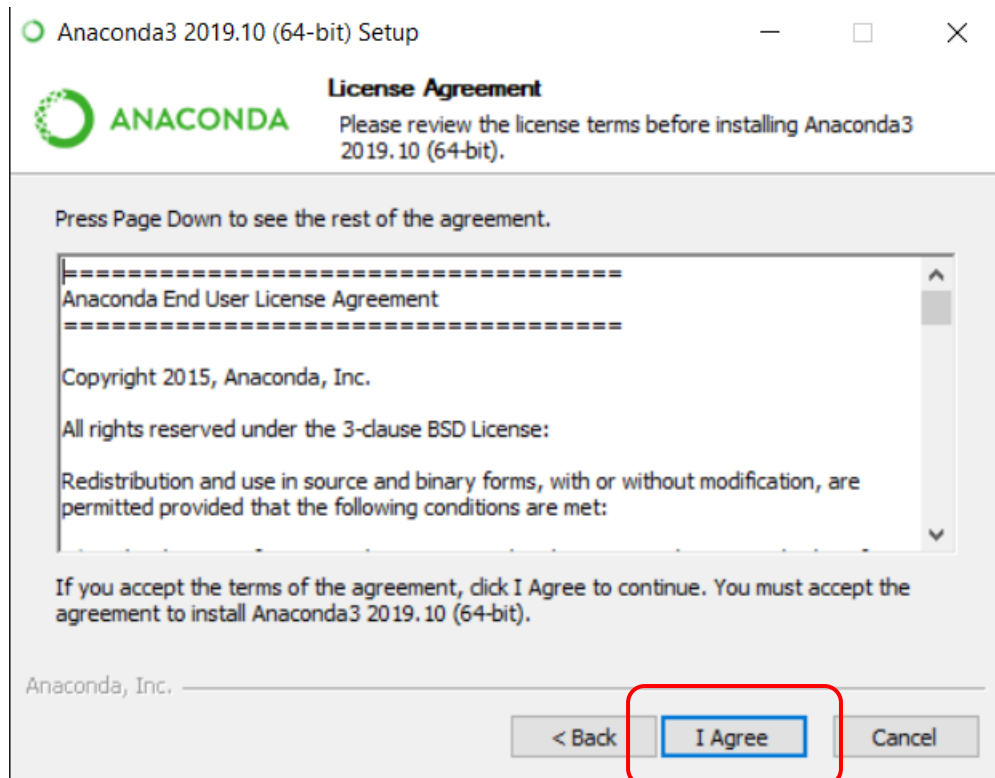 Anaconda3 2019.10 (64-bit) Setup
ANACONDA
License Agreement
Please review the license terms before installing Anaconda3
2019.10 (64-bit).
Press Page Down to see the rest of the agreement.
===================================
Anaconda End User License Agreement
===================================
Copyright 2015, Anaconda, Inc.
All rights reserved under the 3-clause BSD License:
Redistribution and use in source and binary forms, with or without modification, are
permitted provided that the following conditions are met:
If you accept the terms of the agreement, click I Agree to continue. You must accept the
agreement to install Anaconda3 2019.10 (64-bit).
Anaconda, Inc.
< Back
I Agree
Cancel